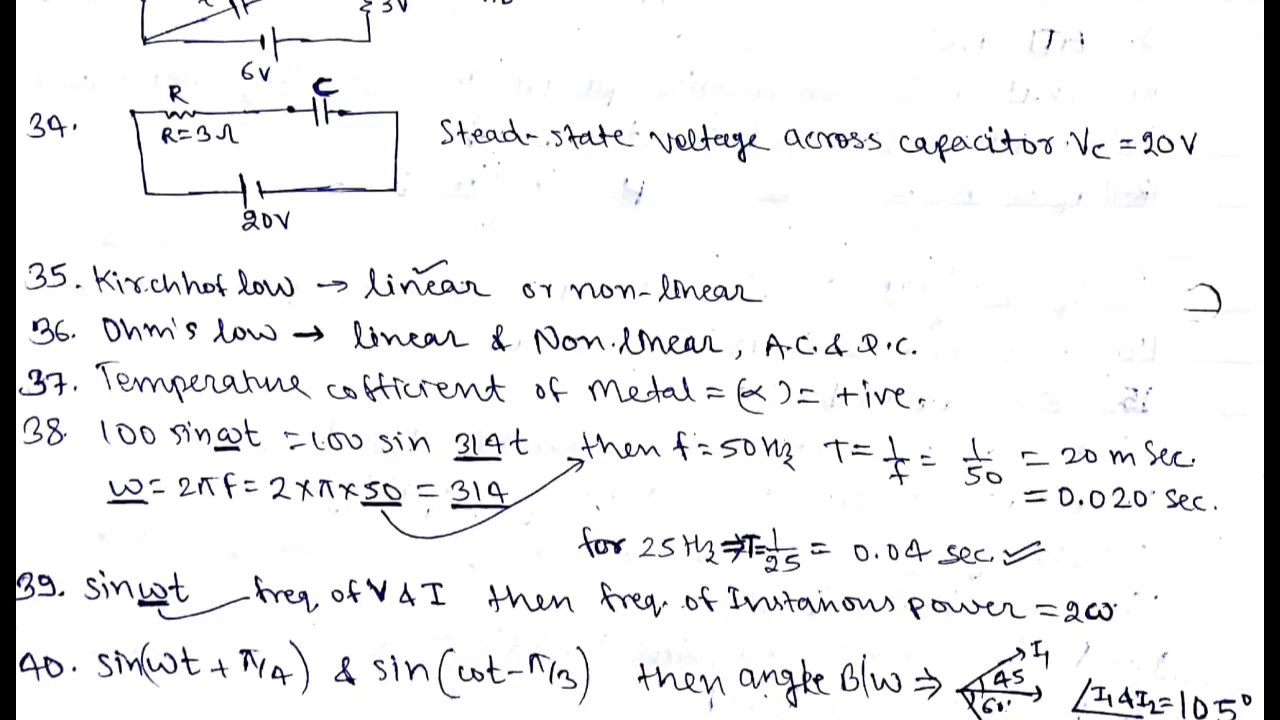 3V
6V
R
C
34.
R=3Ω
Stead-state voltage across capacitor. Vc = 20V
20V
35. Kirchhof low → linear or non-linear
36. Ohm's low → linear & Non.linear, A.C. & D.C.
37. Temperature cofficient of metal = (α) = +ive.
38. 100 sinωt = 100 sin 314t then f = 50Hz T = 1/f = 1/50 = 20 m Sec.
ω = 2πf = 2×π×50 = 314 = 0.020 sec.
for 25Hz ⇒ T = 1/25 = 0.04 sec. ✓
39. sinωt freq. of V & I then freq. of Instanous power = 2ω
40. sin(ωt + π/4) & sin(ωt - π/3) then angle B/w ⇒ I1 45 60° ∠I1 & I2 = 105°